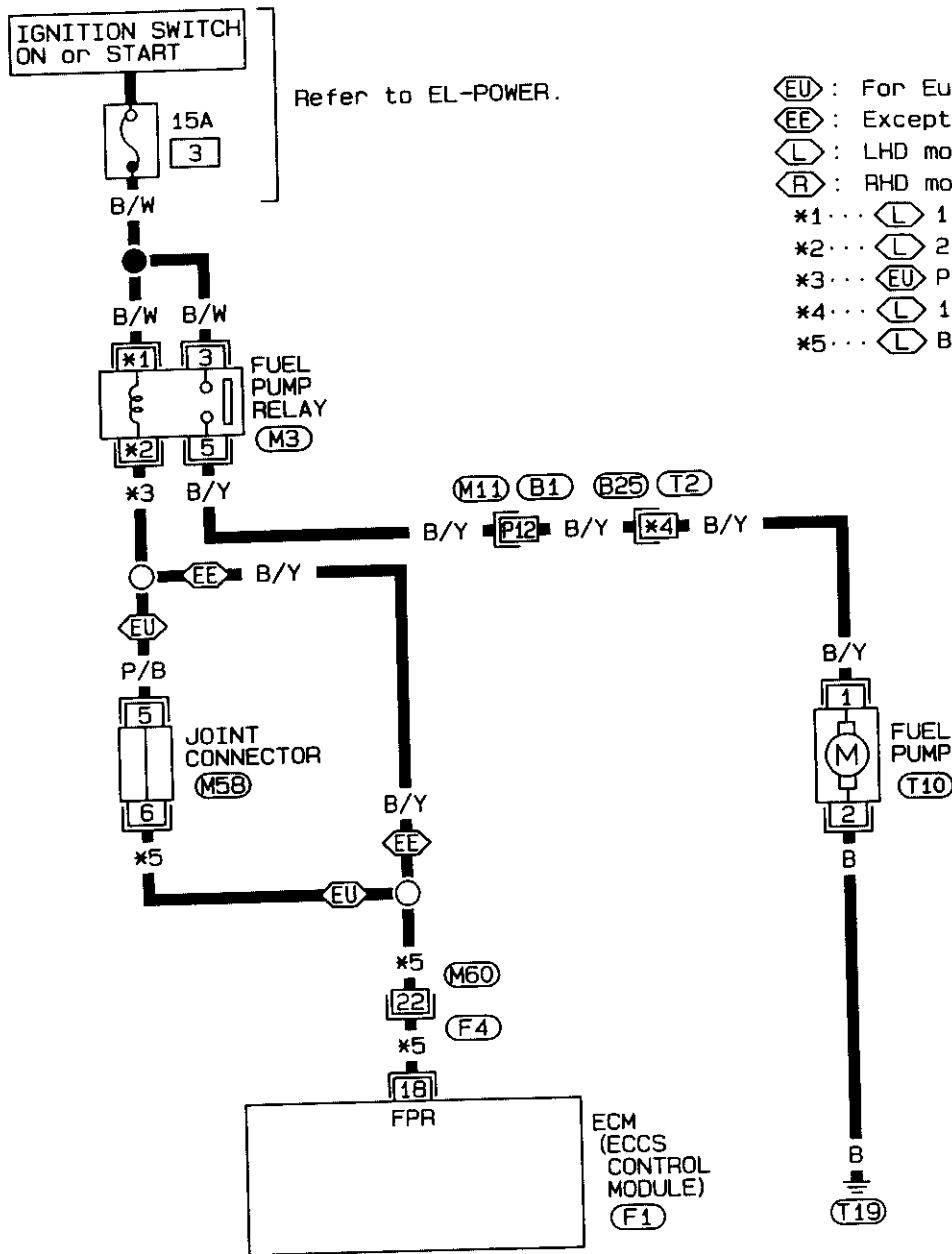 IGNITION SWITCH
ON or START
Refer to EL-POWER.
15A
3
B/W
EU : For
EE : Except
L : LHD
R : RHD
*1··· L 1
*2··· L 2
*3··· EU P
*4··· L 1
*5··· L B
B/W B/W
*1 3
FUEL
PUMP
RELAY
M3
*2 5
*3 B/Y
M11 B1 B25 T2
B/Y P12 B/Y *4 B/Y
EE B/Y
EU
P/B
5
JOINT
CONNECTOR
M58
6
*5
B/Y
EE
EU
B/Y
1
M
FUEL
PUMP
T10
2
B
*5
M60
22
F4
*5
18
FPR
ECM
(ECCS
CONTROL
MODULE)
F1
B
T19